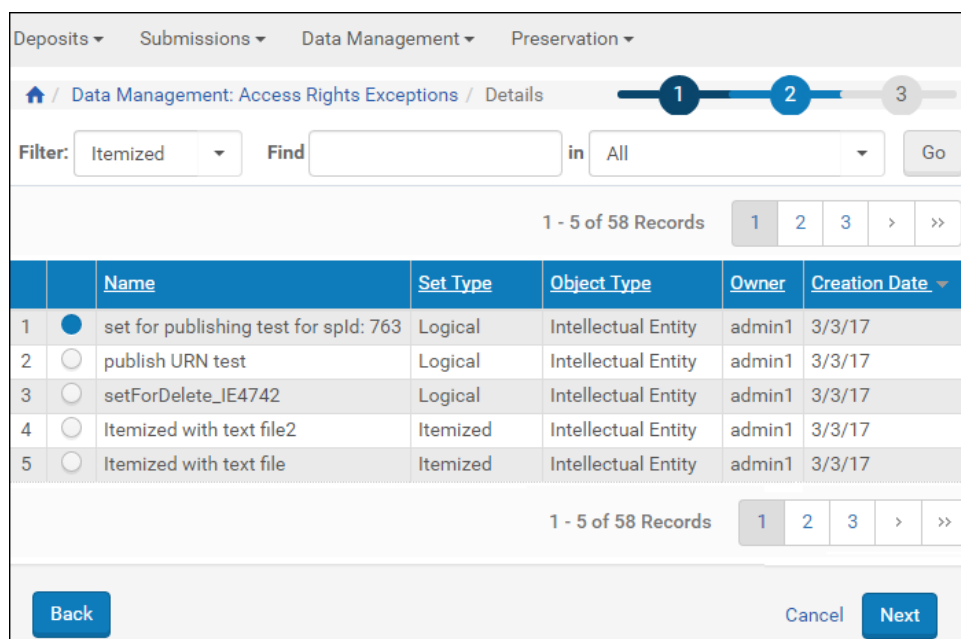 Deposits Submissions Data Management Preservation
/ Data Management: Access Rights Exceptions / Details 1 2 3
Filter: Itemized Find in All Go
1 - 5 of 58 Records 1 2 3 > >>
Name Set Type Object Type Owner Creation Date
1 set for publishing test for spId: 763 Logical Intellectual Entity admin1 3/3/17
2 publish URN test Logical Intellectual Entity admin1 3/3/17
3 setForDelete_IE4742 Logical Intellectual Entity admin1 3/3/17
4 Itemized with text file2 Itemized Intellectual Entity admin1 3/3/17
5 Itemized with text file Itemized Intellectual Entity admin1 3/3/17
1 - 5 of 58 Records 1 2 3 > >>
Back Cancel Next